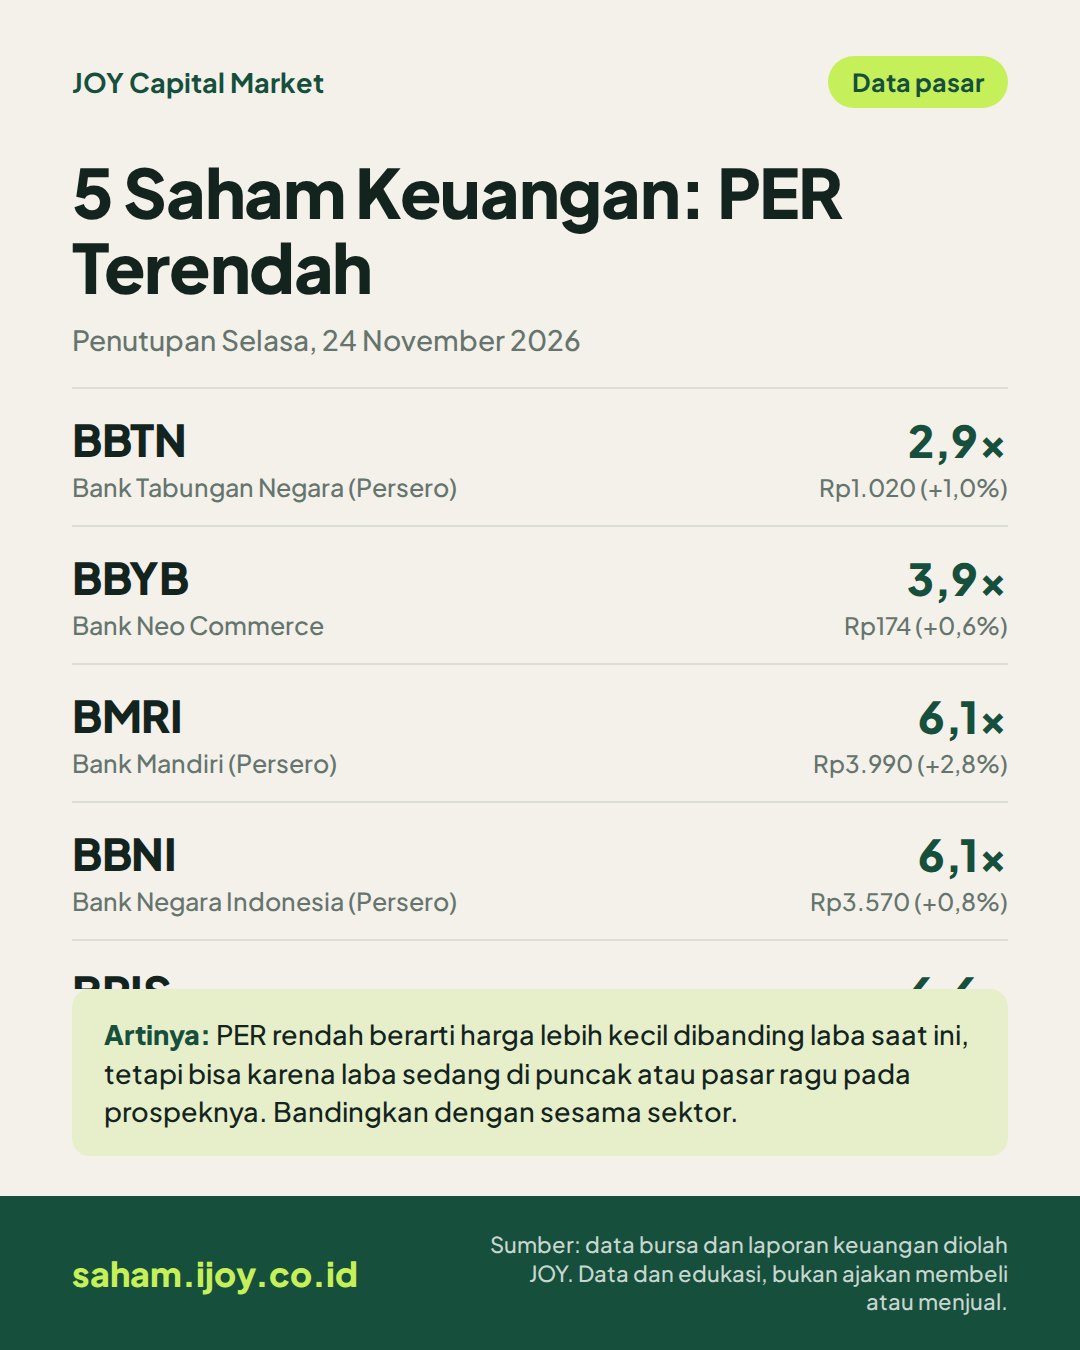 JOY Capital Market
Data pasar
5 Saham Keuangan: PER
Terendah
Penutupan Selasa, 24 November 2026
BBTN
2,9×
Bank Tabungan Negara (Persero)
Rp1.020 (+1,0%)
BBYB
3,9×
Bank Neo Commerce
Rp174 (+0,6%)
BMRI
6,1×
Bank Mandiri (Persero)
Rp3.990 (+2,8%)
BBNI
6,1×
Bank Negara Indonesia (Persero)
Rp3.570 (+0,8%)
Artinya: PER rendah berarti harga lebih kecil dibanding laba saat ini,
tetapi bisa karena laba sedang di puncak atau pasar ragu pada
prospeknya. Bandingkan dengan sesama sektor.
saham.ijoy.co.id
Sumber: data bursa dan laporan keuangan diolah
JOY. Data dan edukasi, bukan ajakan membeli
atau menjual.